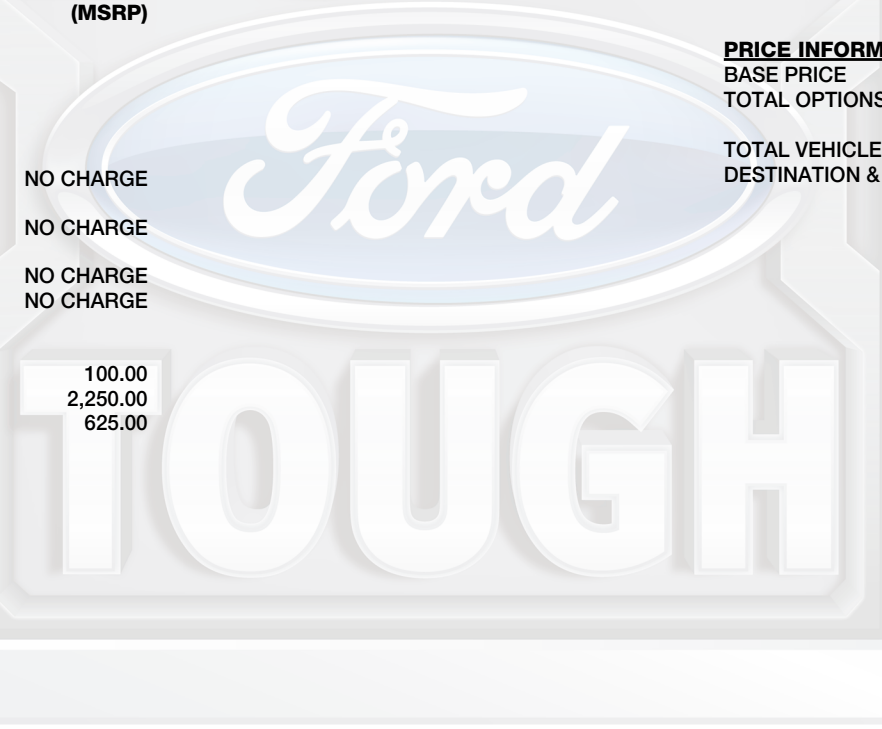 (MSRP)
NO CHARGE
NO CHARGE
NO CHARGE
NO CHARGE
100.00
2,250.00
625.00
PRICE INFORM
BASE PRICE
TOTAL OPTIONS
TOTAL VEHICLE
DESTINATION &
Ford
TOUGH